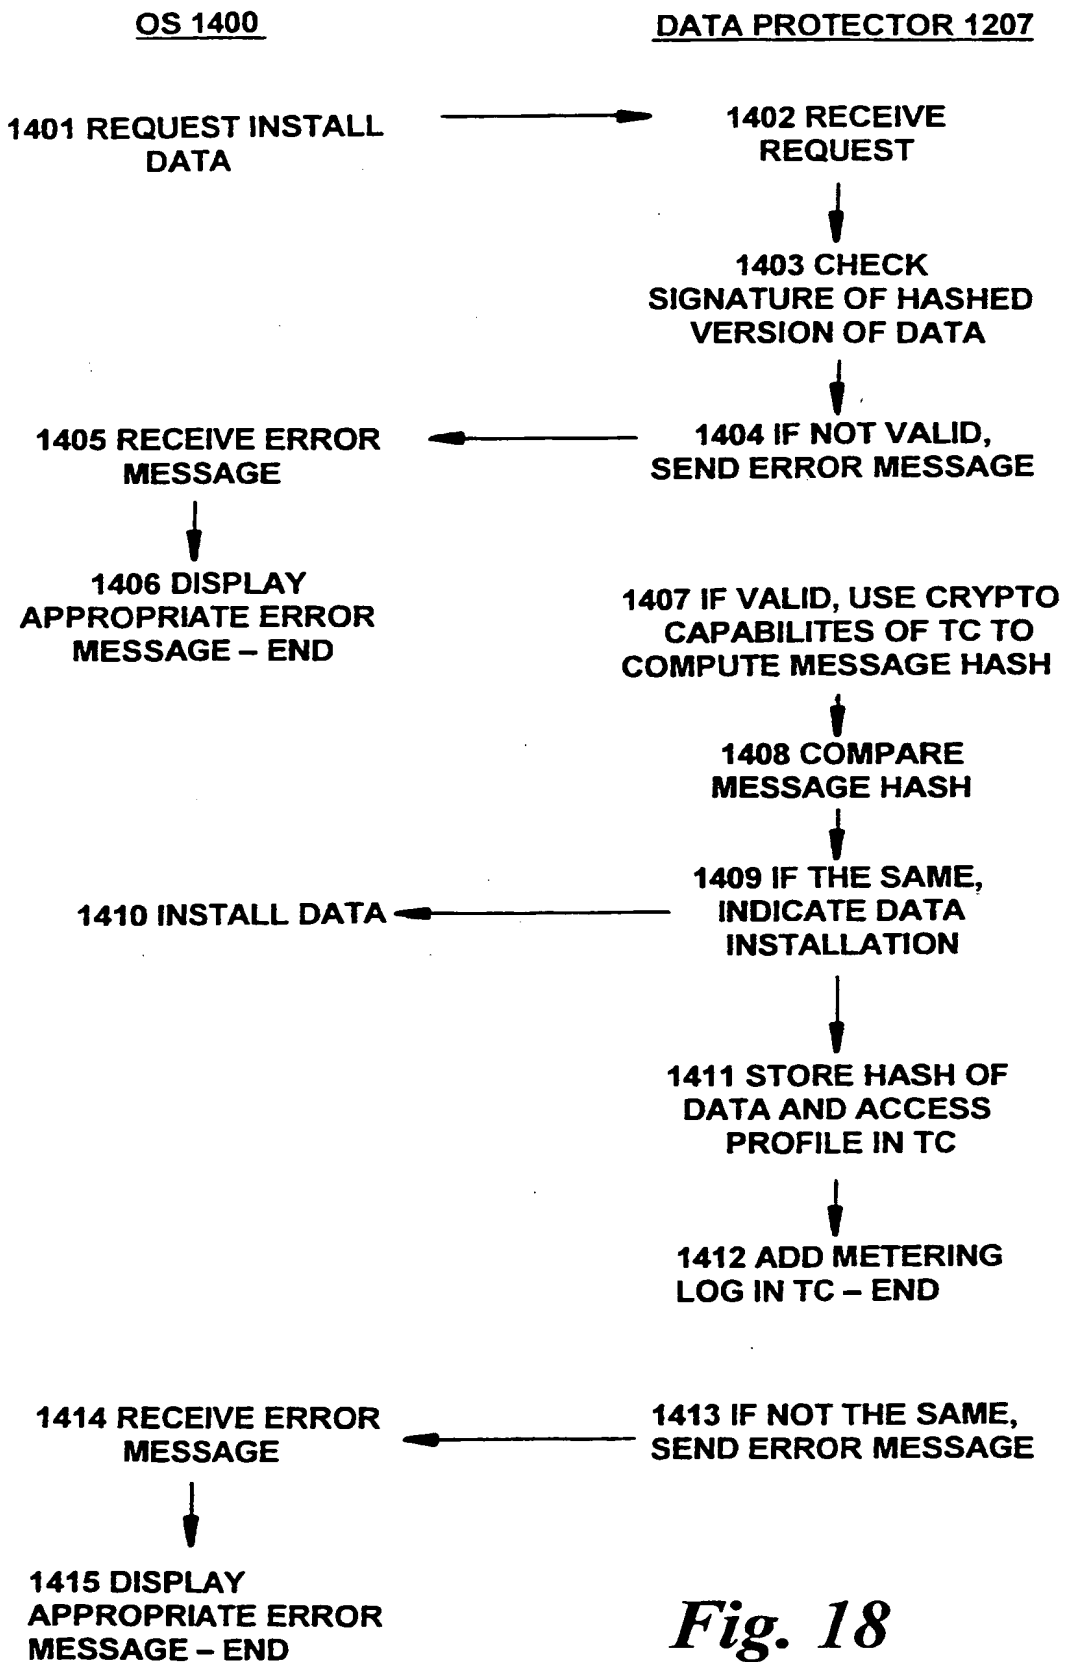 OS 1400
DATA PROTECTOR 1207
1401 REQUEST INSTALL
DATA
1402 RECEIVE
REQUEST
1403 CHECK
SIGNATURE OF HASHED
VERSION OF DATA
1404 IF NOT VALID,
SEND ERROR MESSAGE
1405 RECEIVE ERROR
MESSAGE
1406 DISPLAY
APPROPRIATE ERROR
MESSAGE – END
1407 IF VALID, USE CRYPTO
CAPABILITES OF TC TO
COMPUTE MESSAGE HASH
1408 COMPARE
MESSAGE HASH
1409 IF THE SAME,
INDICATE DATA
INSTALLATION
1410 INSTALL DATA
1411 STORE HASH OF
DATA AND ACCESS
PROFILE IN TC
1412 ADD METERING
LOG IN TC – END
1413 IF NOT THE SAME,
SEND ERROR MESSAGE
1414 RECEIVE ERROR
MESSAGE
1415 DISPLAY
APPROPRIATE ERROR
MESSAGE – END
Fig. 18